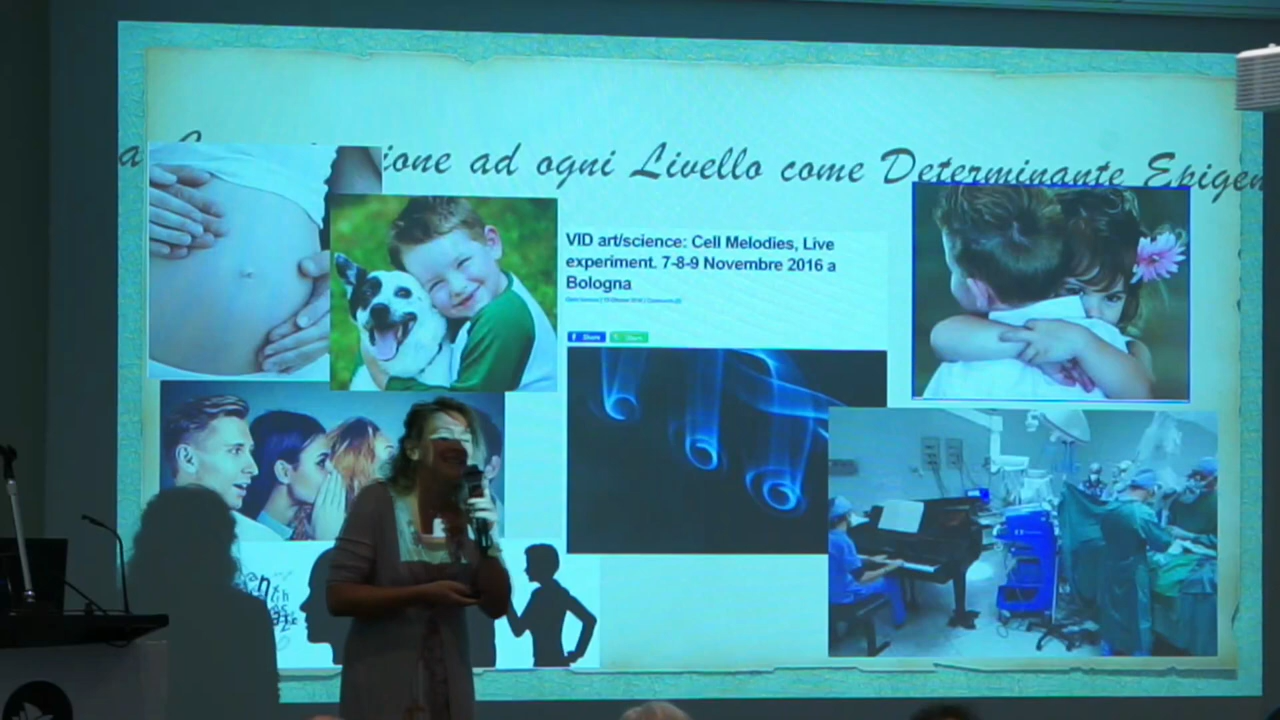 a ione ad ogni Livello come Determinante Epigen
VID art/science: Cell Melodies, Live
experiment. 7-8-9 Novembre 2016 a
Bologna
Share